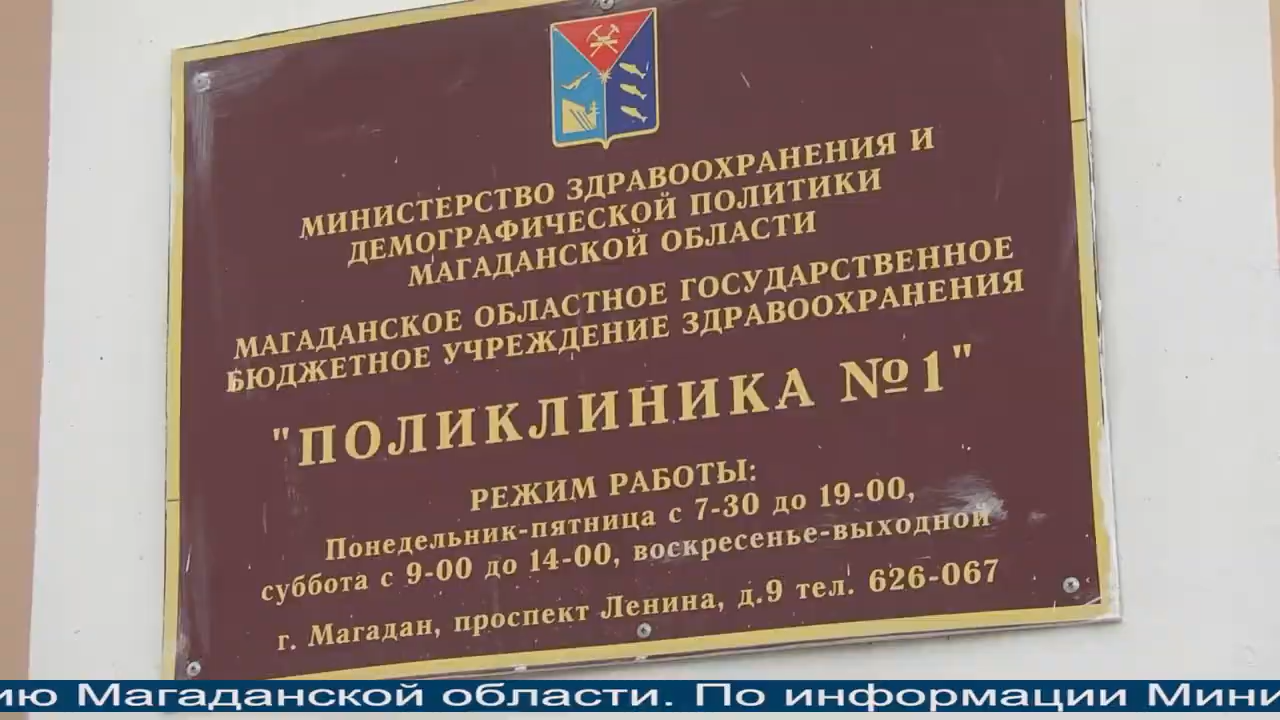 МИНИСТЕРСТВО ЗДРАВООХРАНЕНИЯ И
ДЕМОГРАФИЧЕСКОЙ ПОЛИТИКИ
МАГАДАНСКОЙ ОБЛАСТИ
МАГАДАНСКОЕ ОБЛАСТНОЕ ГОСУДАРСТВЕННОЕ
БЮДЖЕТНОЕ УЧРЕЖДЕНИЕ ЗДРАВООХРАНЕНИЯ
"ПОЛИКЛИНИКА №1"
РЕЖИМ РАБОТЫ:
Понедельник-пятница с 7-30 до 19-00,
суббота с 9-00 до 14-00, воскресенье-выходной
г. Магадан, проспект Ленина, д.9 тел. 626-067
ию Магаданской области. По информации Мини